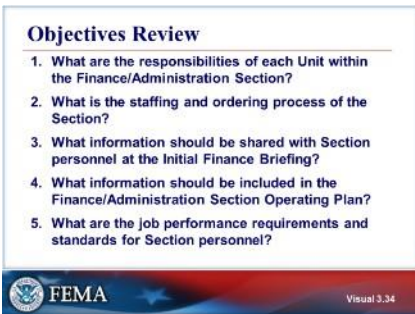 Objectives Review
1. What are the responsibilities of each Unit within
the Finance/Administration Section?
2. What is the staffing and ordering process of the
Section?
3. What information should be shared with Section
personnel at the Initial Finance Briefing?
4. What information should be included in the
Finance/Administration Section Operating Plan?
5. What are the job performance requirements and
standards for Section personnel?
FEMA
Visual 3.34